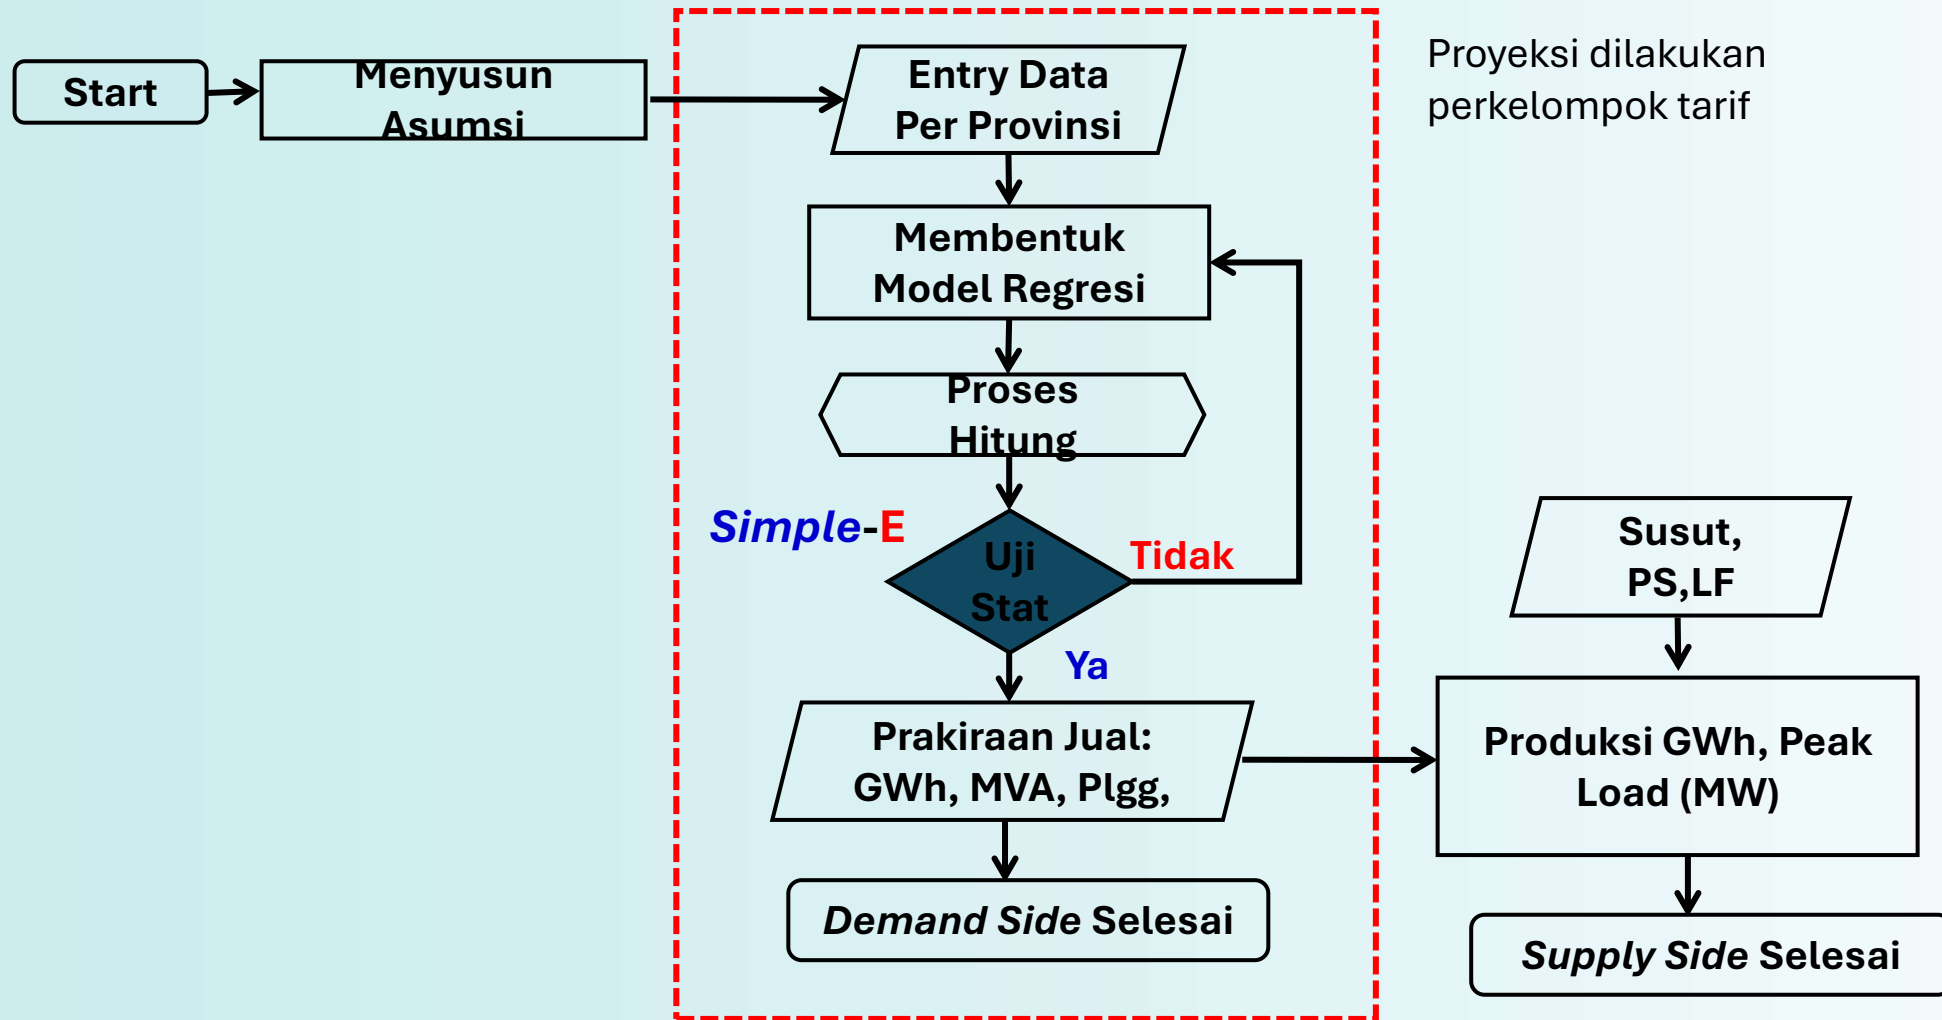 Start
Menyusun
Asumsi
Entry Data
Per Provinsi
Proyeksi dilakukan
perkelompok tarif
Membentuk
Model Regresi
Proses
Hitung
Simple-E
Uji
Stat
Tidak
Ya
Prakiraan Jual:
GWh, MVA, Plgg,
Demand Side Selesai
Susut,
PS,LF
Produksi GWh, Peak
Load (MW)
Supply Side Selesai